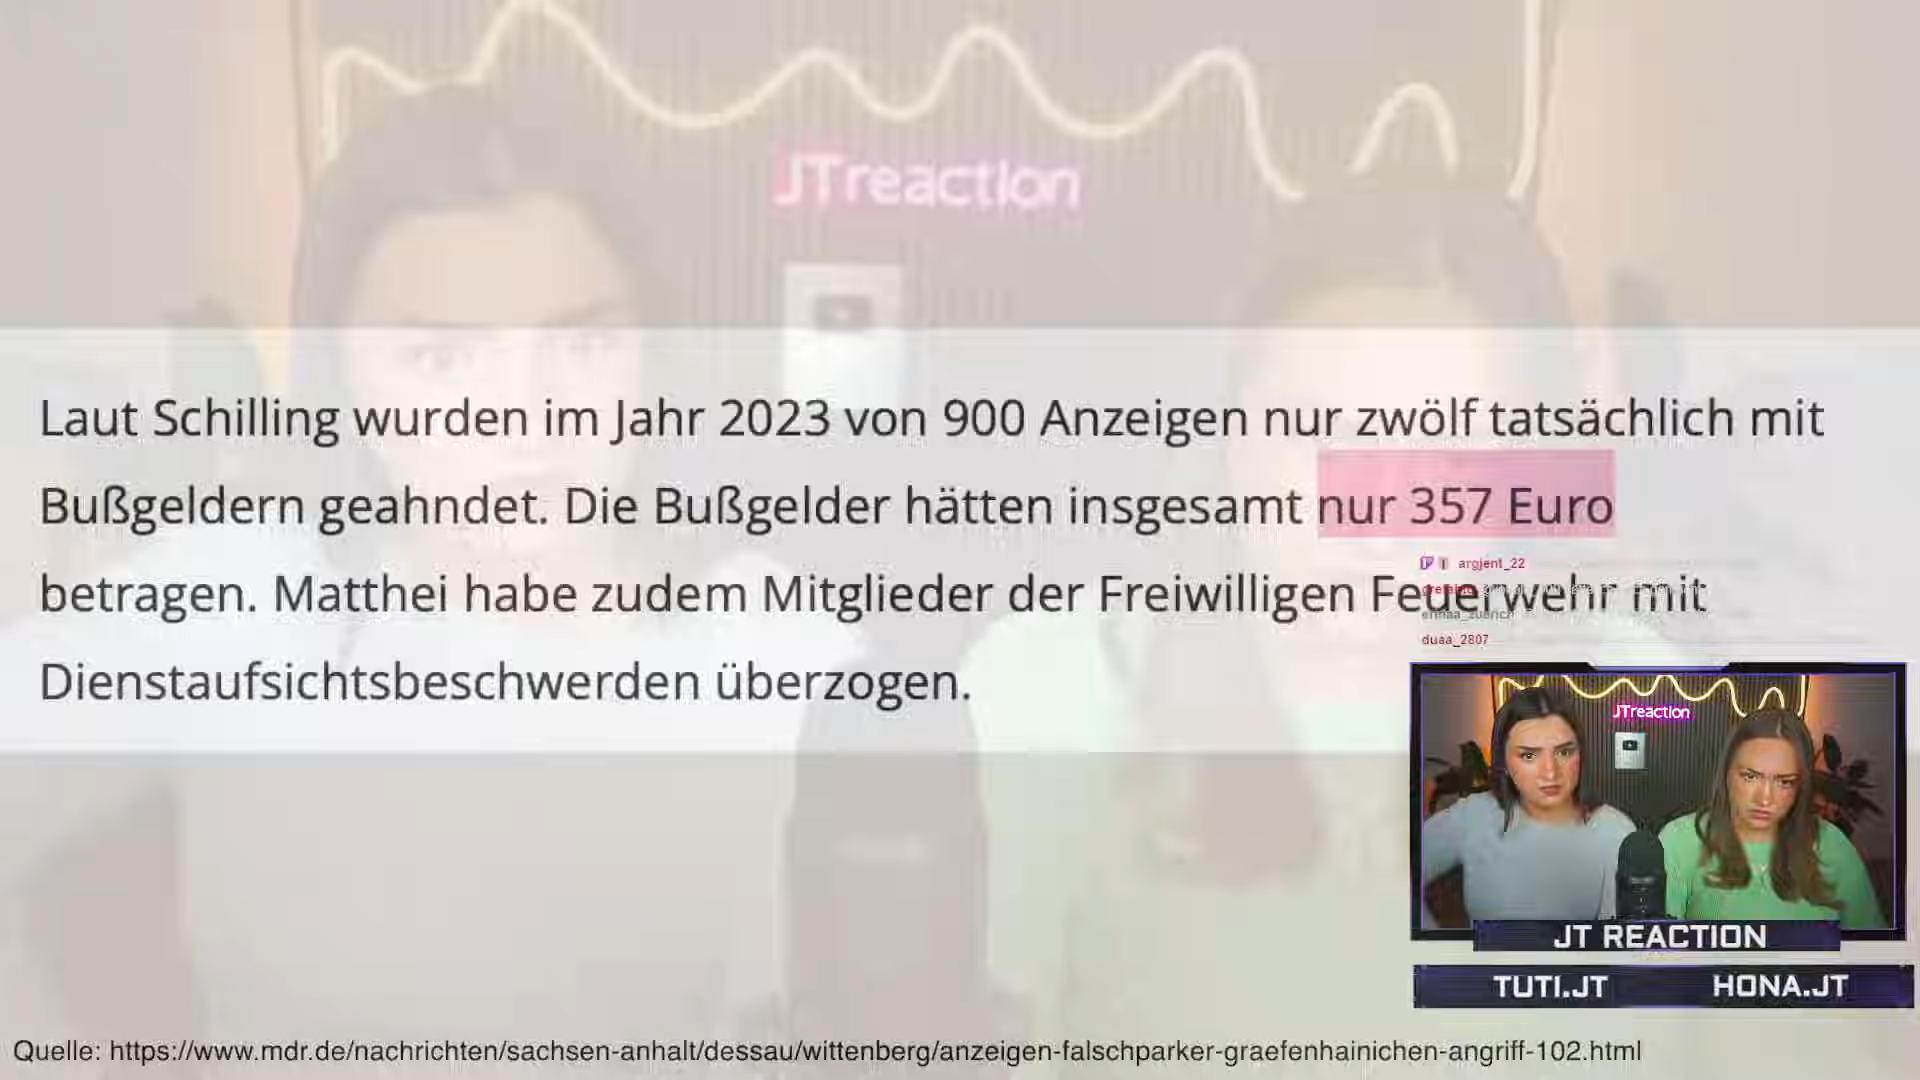 JTreaction
Laut Schilling wurden im Jahr 2023 von 900 Anzeigen nur zwölf tatsächlich mit
Bußgeldern geahndet. Die Bußgelder hätten insgesamt nur 357 Euro
betragen. Matthei habe zudem Mitglieder der Freiwilligen Feuerwehr mit
Dienstaufsichtsbeschwerden überzogen.
argjent_22
duaa_2807
JTreaction
JT REACTION
TUTI.JT HONA.JT
Quelle: https://www.mdr.de/nachrichten/sachsen-anhalt/dessau/wittenberg/anzeigen-falschparker-graefenhainichen-angriff-102.html